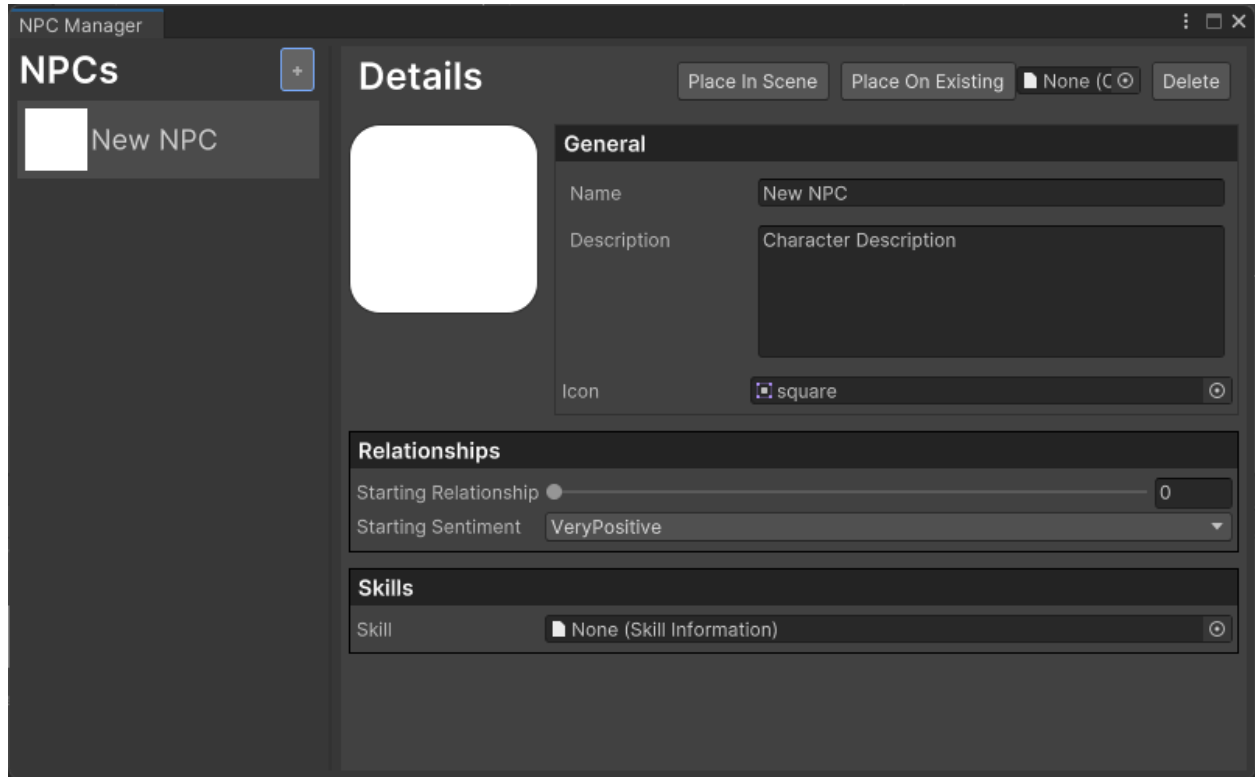 NPC Manager
NPCs +
New NPC
Details
Place In Scene Place On Existing None (C Delete
General
Name New NPC
Description Character Description
Icon square
Relationships
Starting Relationship 0
Starting Sentiment VeryPositive
Skills
Skill None (Skill Information)